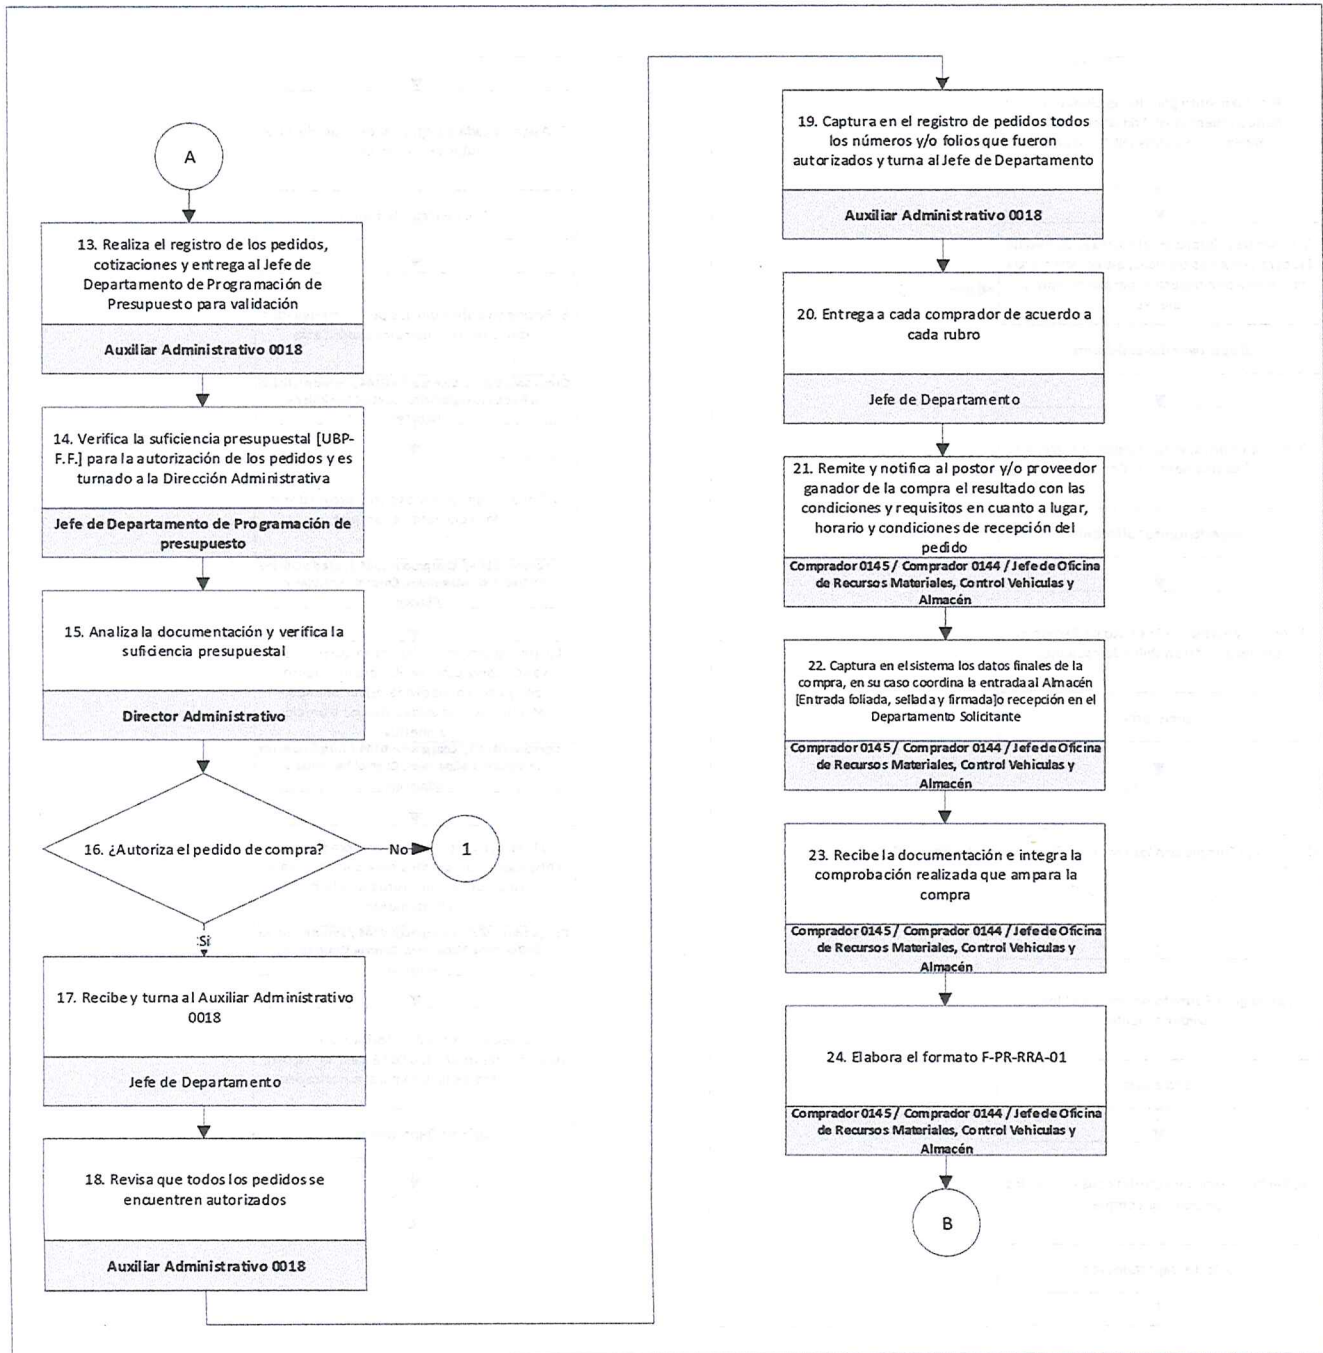 A
13. Realiza el registro de los pedidos,
cotizaciones y entrega al Jefe de
Departamento de Programación de
Presupuesto para validación
Auxiliar Administrativo 0018
14. Verifica la suficiencia presupuestal [UBP-
F.F.] para la autorización de los pedidos y es
turnado a la Dirección Administrativa
Jefe de Departamento de Programación de
presupuesto
15. Analiza la documentación y verifica la
suficiencia presupuestal
Director Administrativo
16. ¿Autoriza el pedido de compra?
No
1
Si
17. Recibe y turna al Auxiliar Administrativo
0018
Jefe de Departamento
18. Revisa que todos los pedidos se
encuentren autorizados
Auxiliar Administrativo 0018
19. Captura en el registro de pedidos todos
los números y/o folios que fueron
autorizados y turna al Jefe de Departamento
Auxiliar Administrativo 0018
20. Entrega a cada comprador de acuerdo a
cada rubro
Jefe de Departamento
21. Remite y notifica al postor y/o proveedor
ganador de la compra el resultado con las
condiciones y requisitos en cuanto a lugar,
horario y condiciones de recepción del
pedido
Comprador 0145 / Comprador 0144 / Jefe de Oficina
de Recursos Materiales, Control Vehiculas y
Almacén
22. Captura en el sistema los datos finales de la
compra, en su caso coordina la entrada al Almacén
[Entrada foliada, sellada y firmada]o recepción en el
Departamento Solicitante
Comprador 0145 / Comprador 0144 / Jefe de Oficina
de Recursos Materiales, Control Vehiculas y
Almacén
23. Recibe la documentación e integra la
comprobación realizada que ampara la
compra
Comprador 0145 / Comprador 0144 / Jefe de Oficina
de Recursos Materiales, Control Vehiculas y
Almacén
24. Elabora el formato F-PR-RRA-01
Comprador 0145 / Comprador 0144 / Jefe de Oficina
de Recursos Materiales, Control Vehiculas y
Almacén
B